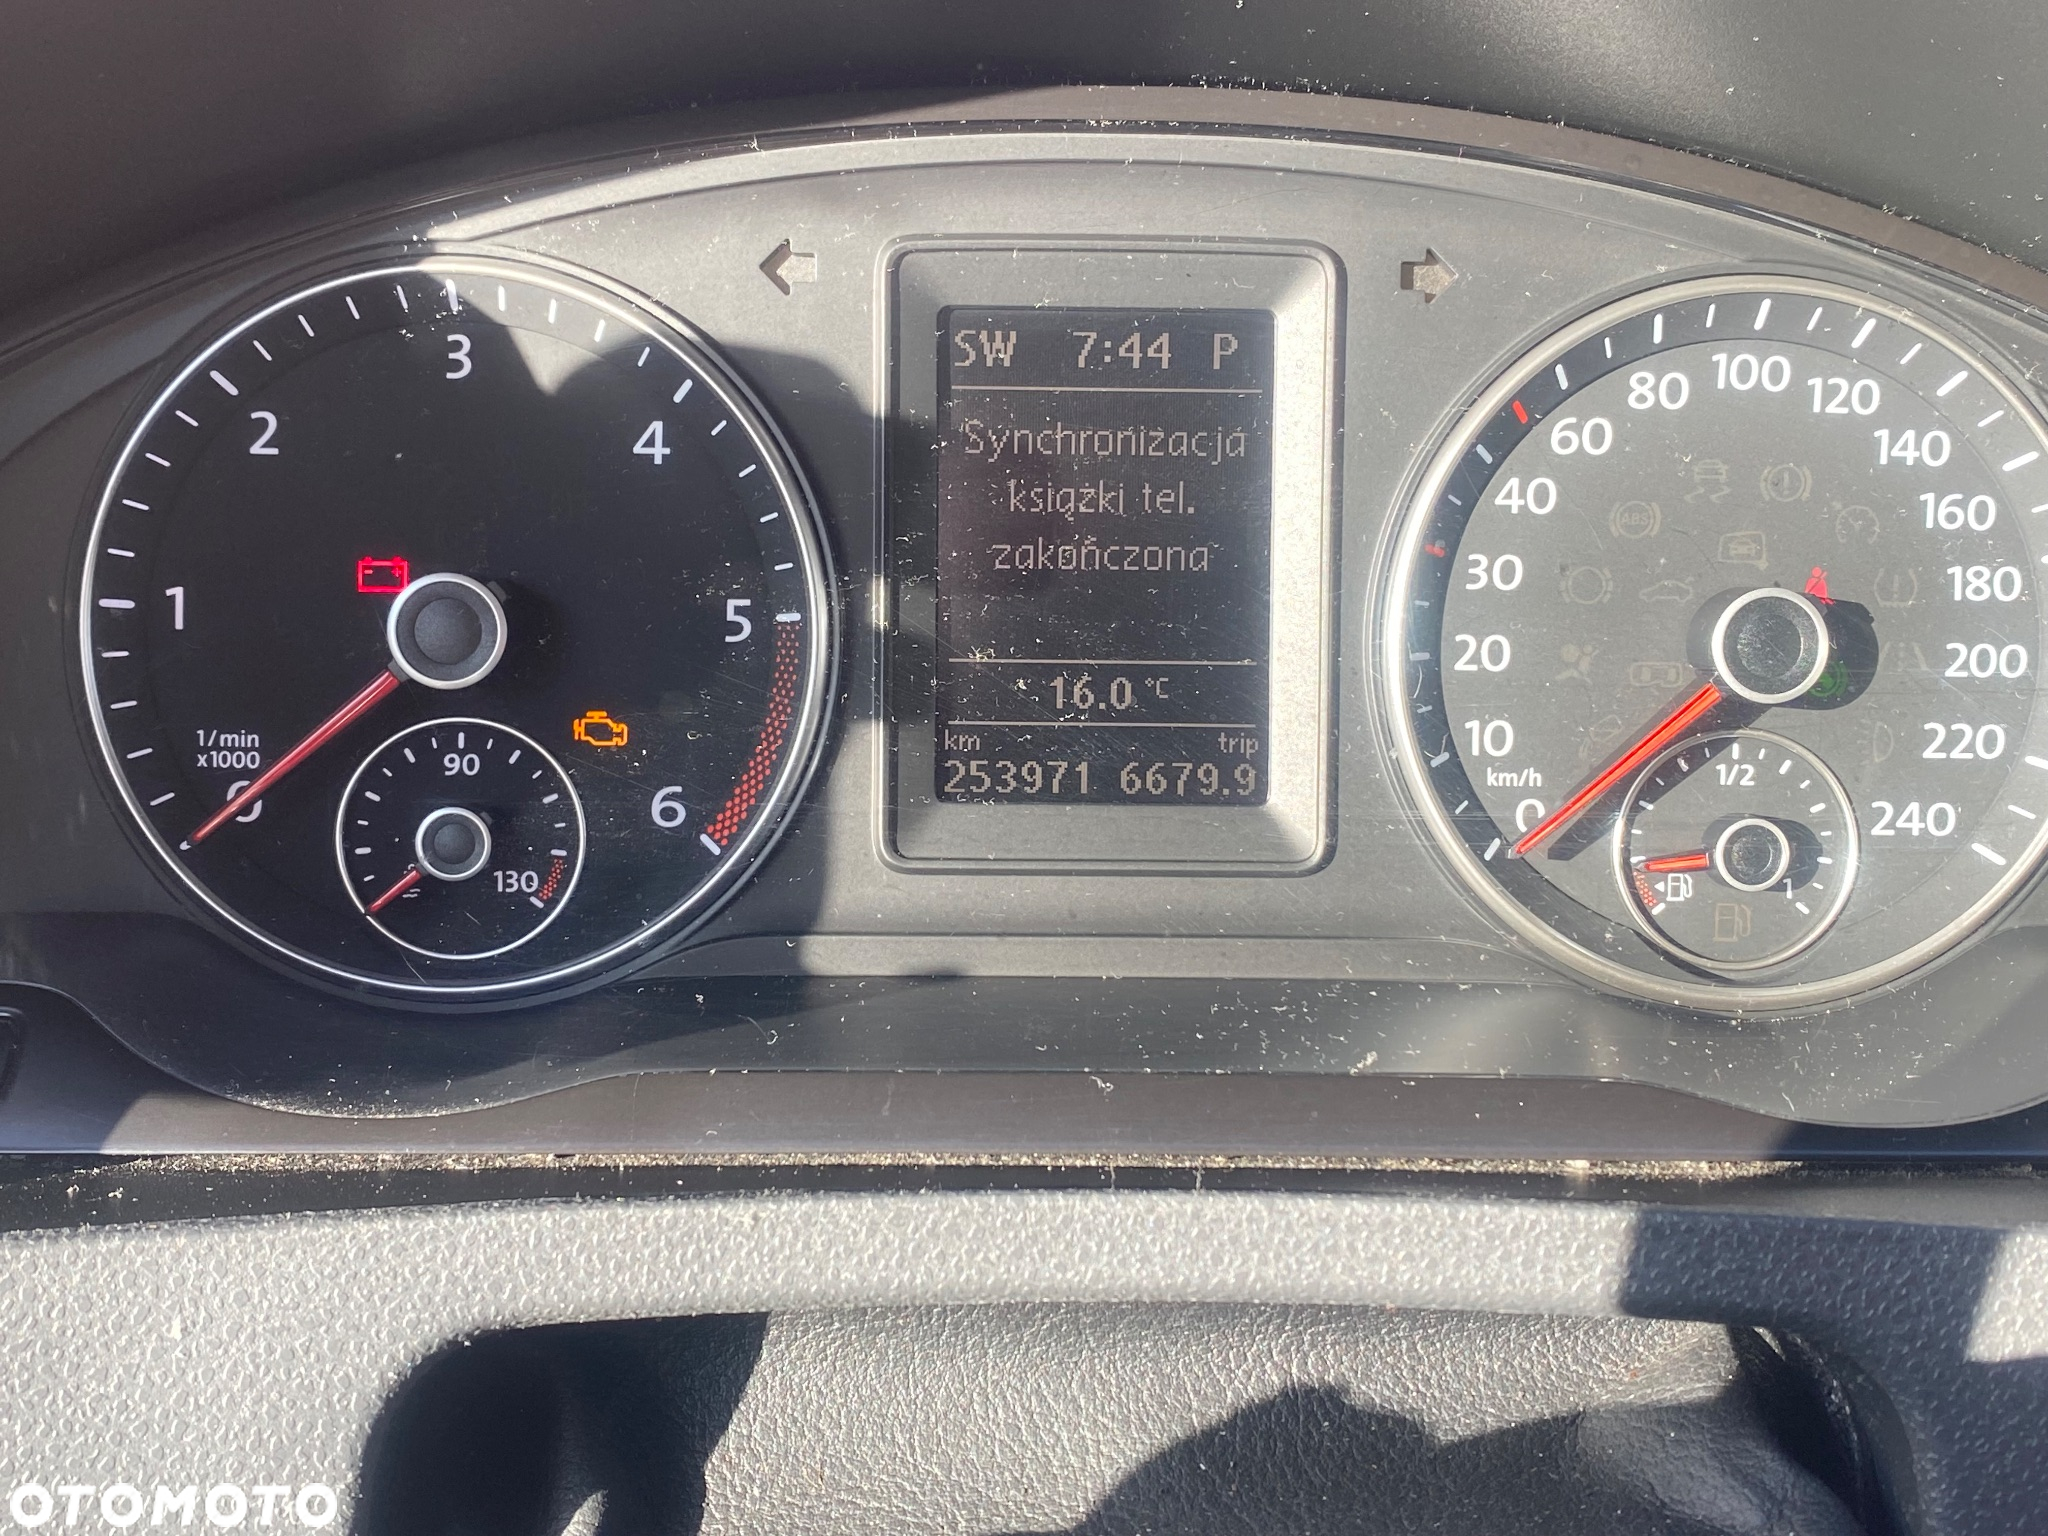 1
2
3
4
5
6
0
1/min
x1000
90
130
SW 7:44 P
Synchronizacja
książki tel.
zakończona
16.0 °C
km trip
253971 6679.9
0
10
20
30
40
60
80
100
120
140
160
180
200
220
240
km/h
ABS
1/2
1
OTOMOTO